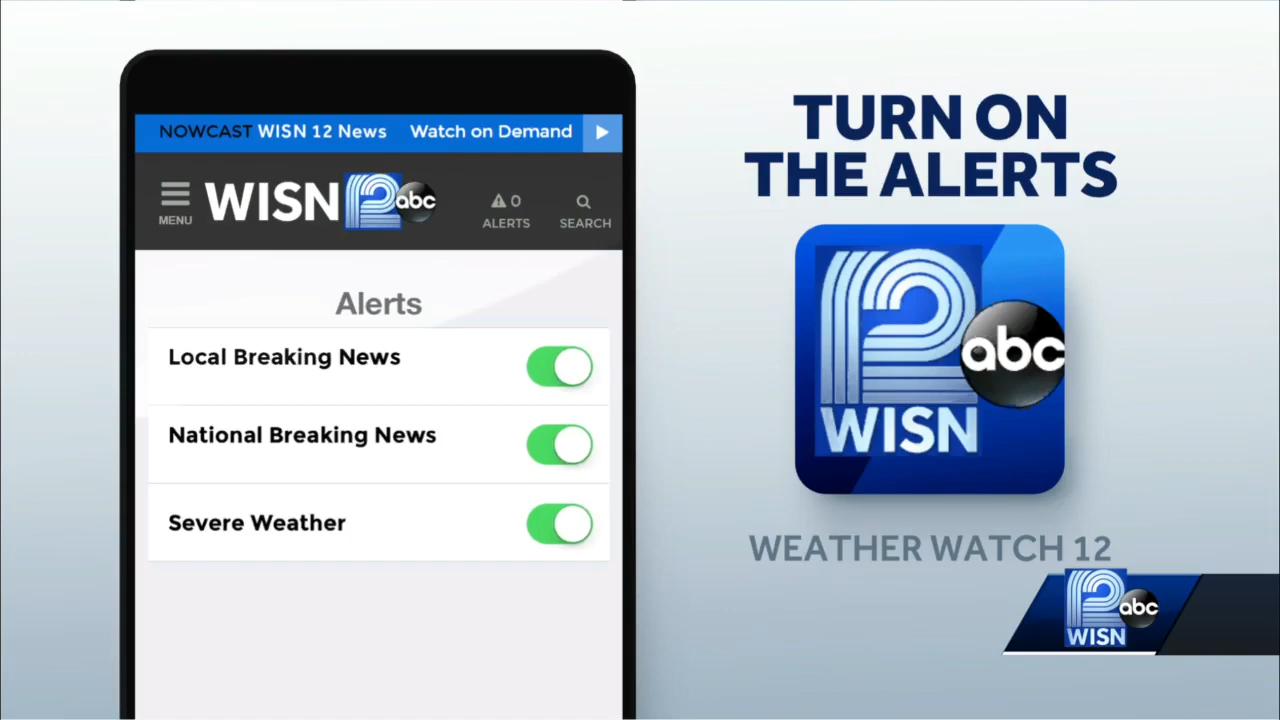 NOWCAST WISN 12 News Watch on Demand
MENU
WISN 12 abc
0
ALERTS
SEARCH
Alerts
Local Breaking News
National Breaking News
Severe Weather
TURN ON
THE ALERTS
12
abc
WISN
WEATHER WATCH 12
12
abc
WISN